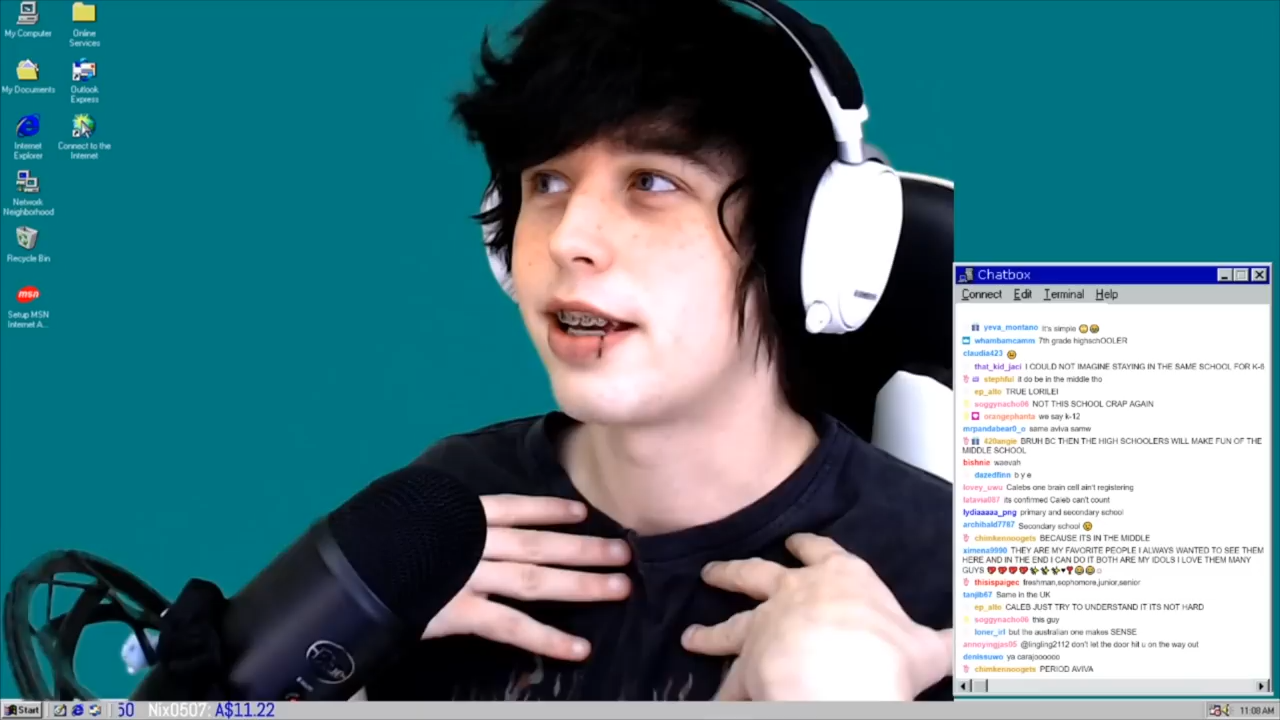 My Computer
Online
Services
My Documents
Outlook
Express
Internet
Explorer
Connect to the
Internet
Network
Neighborhood
Recycle Bin
msn
Setup MSN
Internet A...
Chatbox
Connect Edit Terminal Help
yeva_montano it's simple
whambamcamm 7th grade highschOOLER
claudia423
that_kid_jaci I COULD NOT IMAGINE STAYING IN THE SAME SCHOOL FOR K-8
stephful it do be in the middle tho
ep_allo TRUE LORILEI
soggynacho06 NOT THIS SCHOOL CRAP AGAIN
orangephanta we say k-12
mrpandabear0_o same aviva samw
420angie BRUH BC THEN THE HIGH SCHOOLERS WILL MAKE FUN OF THE
MIDDLE SCHOOL
bishnie waevah
dazedfinn b y e
lovey_uwu Calebs one brain cell ain't registering
latavia087 its confirmed Caleb can't count
lydiaaaaa_png primary and secondary school
archibald7787 Secondary school
chimkennoogets BECAUSE ITS IN THE MIDDLE
ximena9990 THEY ARE MY FAVORITE PEOPLE I ALWAYS WANTED TO SEE THEM
HERE AND IN THE END I CAN DO IT BOTH ARE MY IDOLS I LOVE THEM MANY
GUYS
thisispaigec freshman,sophomore,junior,senior
tanjib67 Same in the UK
ep_allo CALEB JUST TRY TO UNDERSTAND IT ITS NOT HARD
soggynacho06 this guy
loner_irl but the australian one makes SENSE
annoyingjas05 @lingling2112 don't let the door hit u on the way out
denissuwo ya carajoooooo
chimkennoogets PERIOD AVIVA
Start 50 Nix0507: A$11.22 11:08 AM